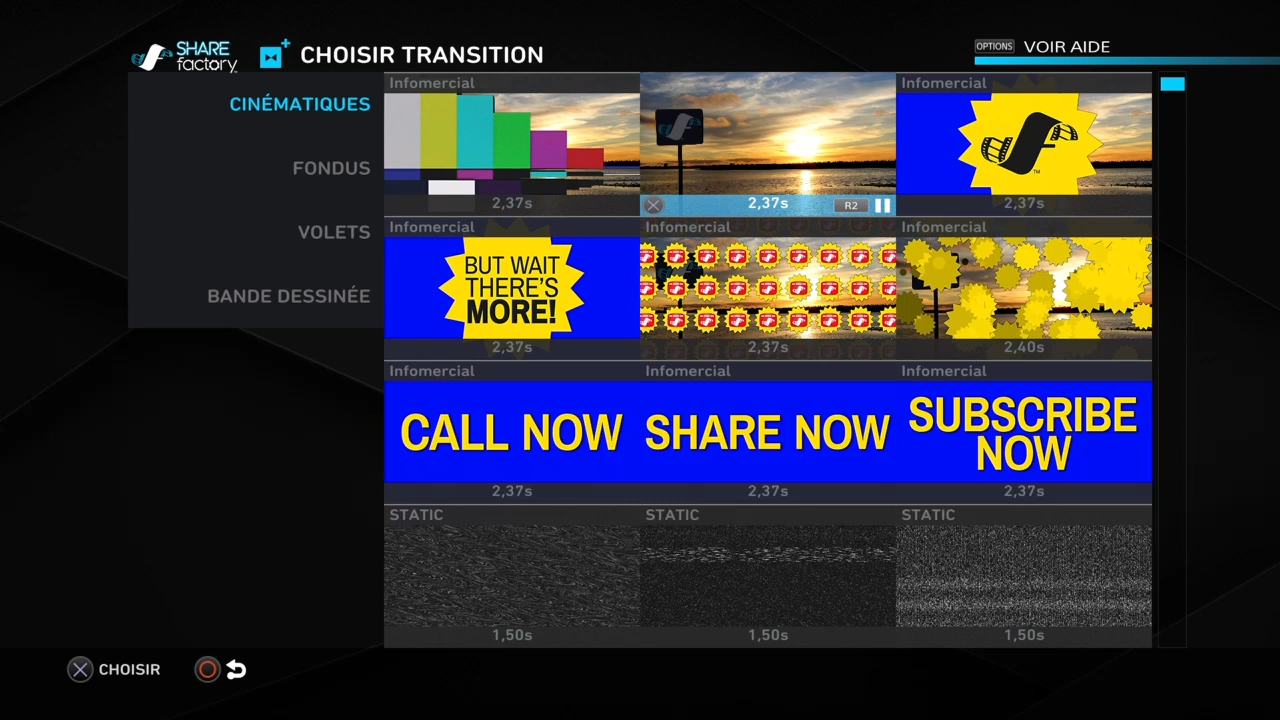 SHARE
factory™
CHOISIR TRANSITION
OPTIONS VOIR AIDE
CINÉMATIQUES
FONDUS
VOLETS
BANDE DESSINÉE
Infomercial
2,37s
2,37s R2
Infomercial
TM
2,37s
Infomercial
BUT WAIT
THERE'S
MORE!
2,37s
Infomercial
2,37s
Infomercial
2,40s
Infomercial
CALL NOW
2,37s
Infomercial
SHARE NOW
2,37s
Infomercial
SUBSCRIBE
NOW
2,37s
STATIC
1,50s
STATIC
1,50s
STATIC
1,50s
CHOISIR